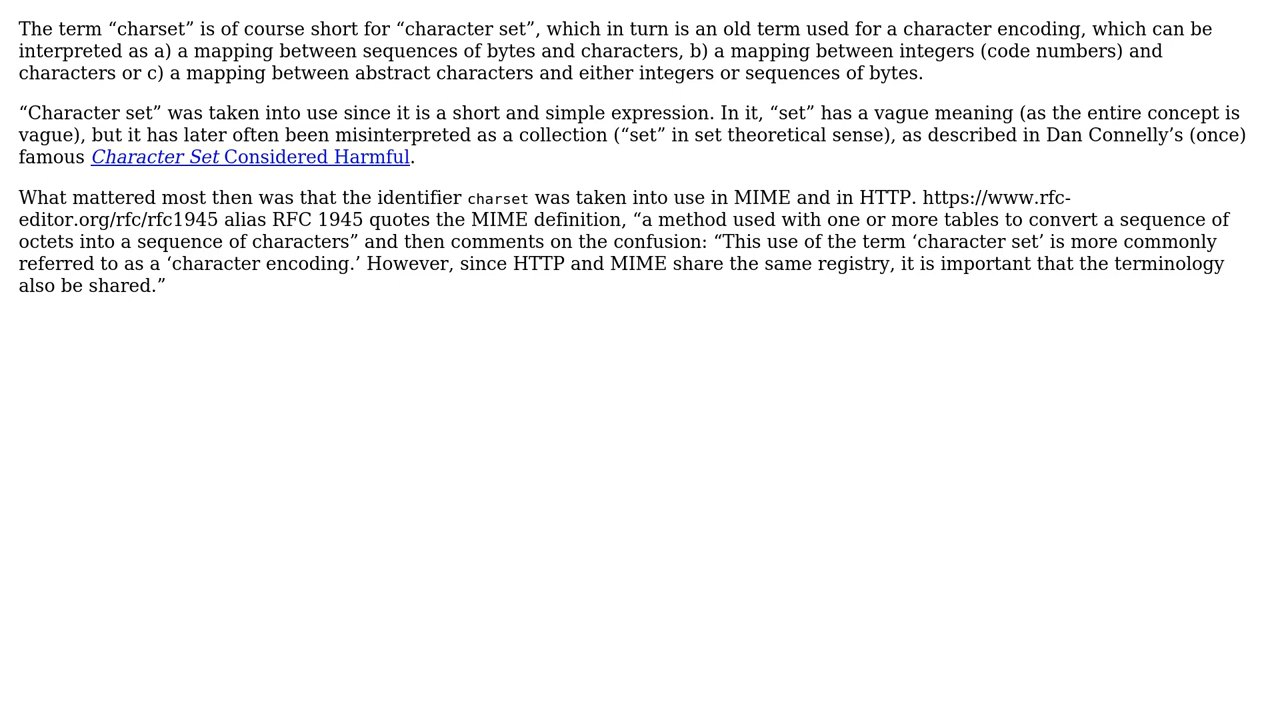 The term “charset” is of course short for “character set”, which in turn is an old term used for a character encoding, which can be
interpreted as a) a mapping between sequences of bytes and characters, b) a mapping between integers (code numbers) and
characters or c) a mapping between abstract characters and either integers or sequences of bytes.
“Character set” was taken into use since it is a short and simple expression. In it, “set” has a vague meaning (as the entire concept is
vague), but it has later often been misinterpreted as a collection (“set” in set theoretical sense), as described in Dan Connelly’s (once)
famous Character Set Considered Harmful.
What mattered most then was that the identifier charset was taken into use in MIME and in HTTP. https://www.rfc-
editor.org/rfc/rfc1945 alias RFC 1945 quotes the MIME definition, “a method used with one or more tables to convert a sequence of
octets into a sequence of characters” and then comments on the confusion: “This use of the term ‘character set’ is more commonly
referred to as a ‘character encoding.’ However, since HTTP and MIME share the same registry, it is important that the terminology
also be shared.”